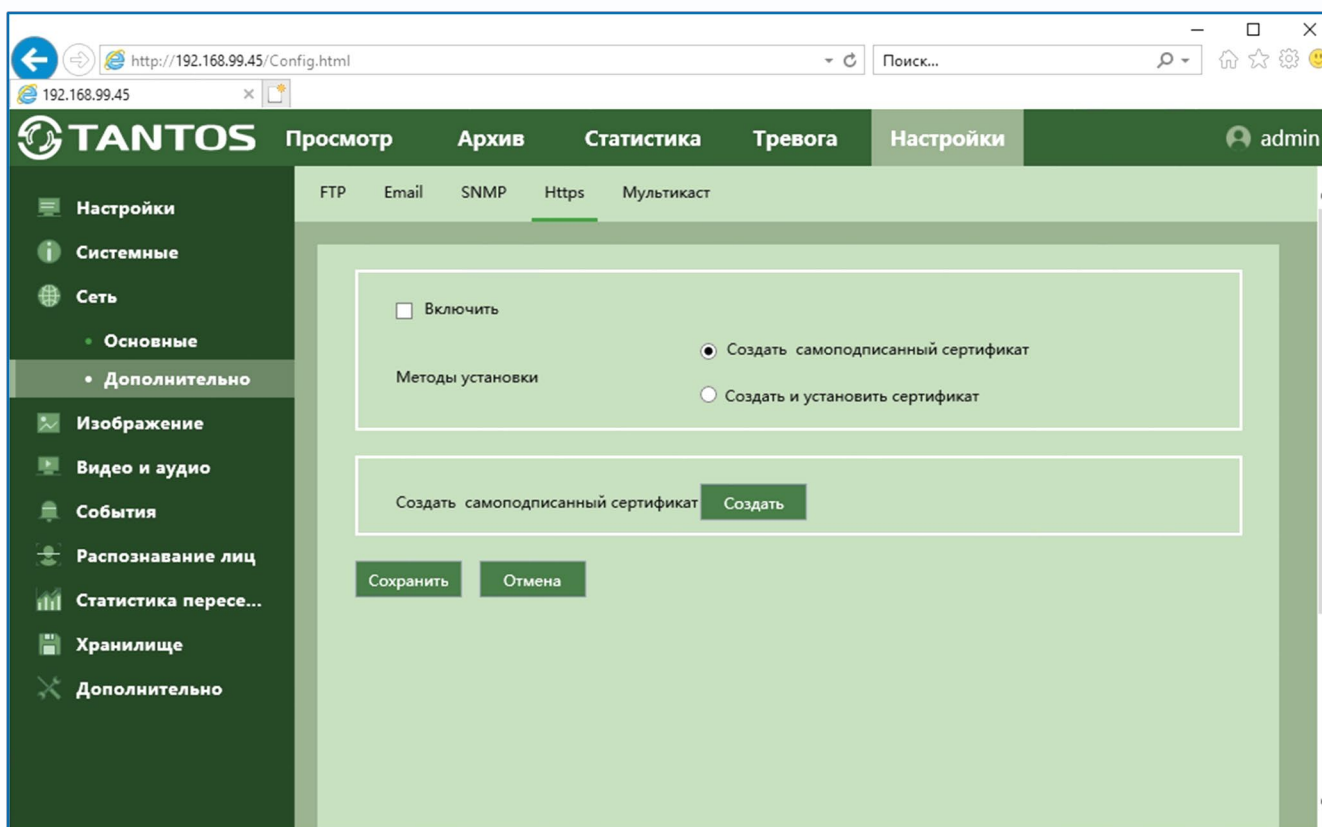 http://192.168.99.45/Config.html
Поиск...
192.168.99.45
TANTOS
Просмотр
Архив
Статистика
Тревога
Настройки
admin
FTP
Email
SNMP
Https
Мультикаст
Настройки
Системные
Сеть
Основные
Дополнительно
Изображение
Видео и аудио
События
Распознавание лиц
Статистика пересе...
Хранилище
Дополнительно
Включить
Методы установки
Создать самоподписанный сертификат
Создать и установить сертификат
Создать самоподписанный сертификат
Создать
Сохранить
Отмена